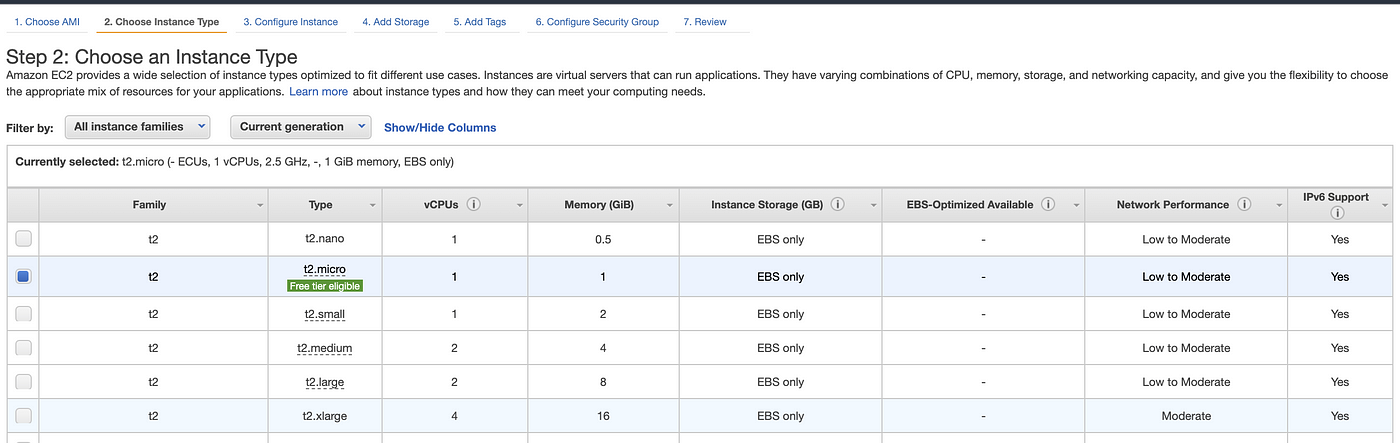 1. Choose AMI 2. Choose Instance Type 3. Configure Instance 4. Add Storage 5. Add Tags 6. Configure Security Group 7. Review
Step 2: Choose an Instance Type
Amazon EC2 provides a wide selection of instance types optimized to fit different use cases. Instances are virtual servers that can run applications. They have varying combinations of CPU, memory, storage, and networking capacity, and give you the flexibility to choose
the appropriate mix of resources for your applications. Learn more about instance types and how they can meet your computing needs.
Filter by: All instance families Current generation Show/Hide Columns
Currently selected: t2.micro (- ECUs, 1 vCPUs, 2.5 GHz, -, 1 GiB memory, EBS only)
Family Type vCPUs i Memory (GiB) Instance Storage (GB) i EBS-Optimized Available i Network Performance i IPv6 Support i
t2 t2.nano 1 0.5 EBS only - Low to Moderate Yes
t2 t2.micro 1 1 EBS only - Low to Moderate Yes
Free tier eligible
t2 t2.small 1 2 EBS only - Low to Moderate Yes
t2 t2.medium 2 4 EBS only - Low to Moderate Yes
t2 t2.large 2 8 EBS only - Low to Moderate Yes
t2 t2.xlarge 4 16 EBS only - Moderate Yes